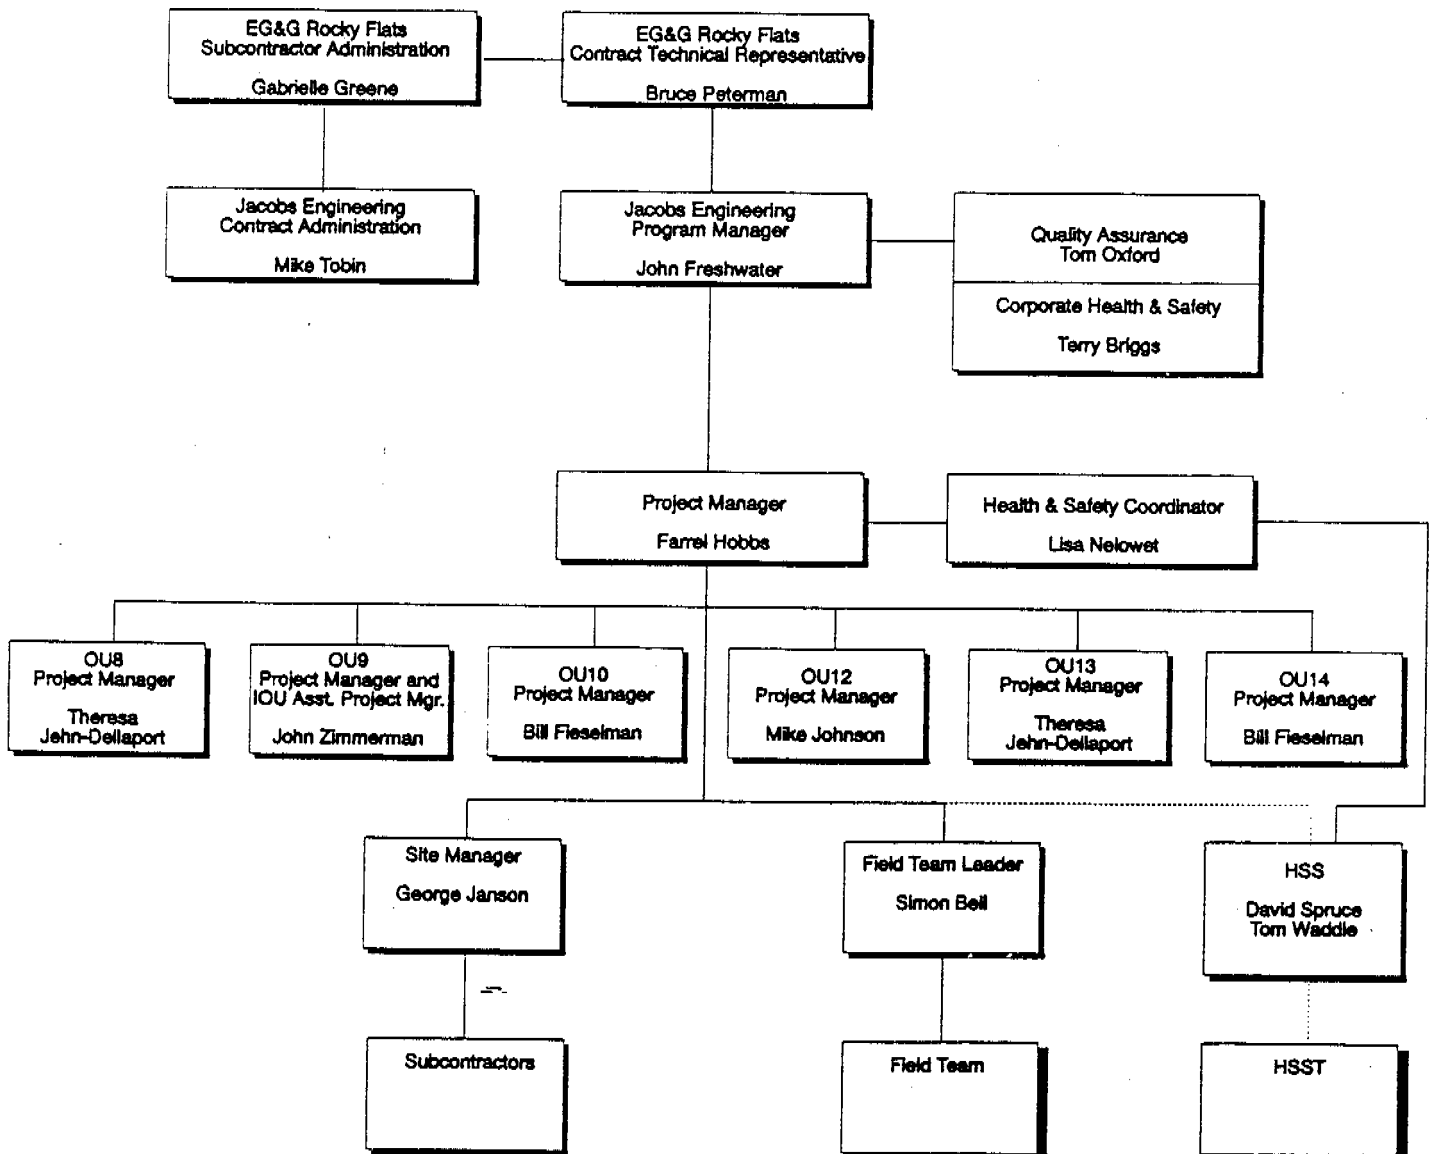 EG&G Rocky Flats
Subcontractor Administration
Gabrielle Greene
EG&G Rocky Flats
Contract Technical Representative
Bruce Peterman
Jacobs Engineering
Contract Administration
Mike Tobin
Jacobs Engineering
Program Manager
John Freshwater
Quality Assurance
Tom Oxford
Corporate Health & Safety
Terry Briggs
Project Manager
Farrel Hobbs
Health & Safety Coordinator
Lisa Nelowet
OU8
Project Manager
Theresa
Jehn-Dellaport
OU9
Project Manager and
IOU Asst. Project Mgr.
John Zimmerman
OU10
Project Manager
Bill Fieselman
OU12
Project Manager
Mike Johnson
OU13
Project Manager
Theresa
Jehn-Dellaport
OU14
Project Manager
Bill Fieselman
Site Manager
George Janson
Field Team Leader
Simon Bell
HSS
David Spruce
Tom Waddle
Subcontractors
Field Team
HSST